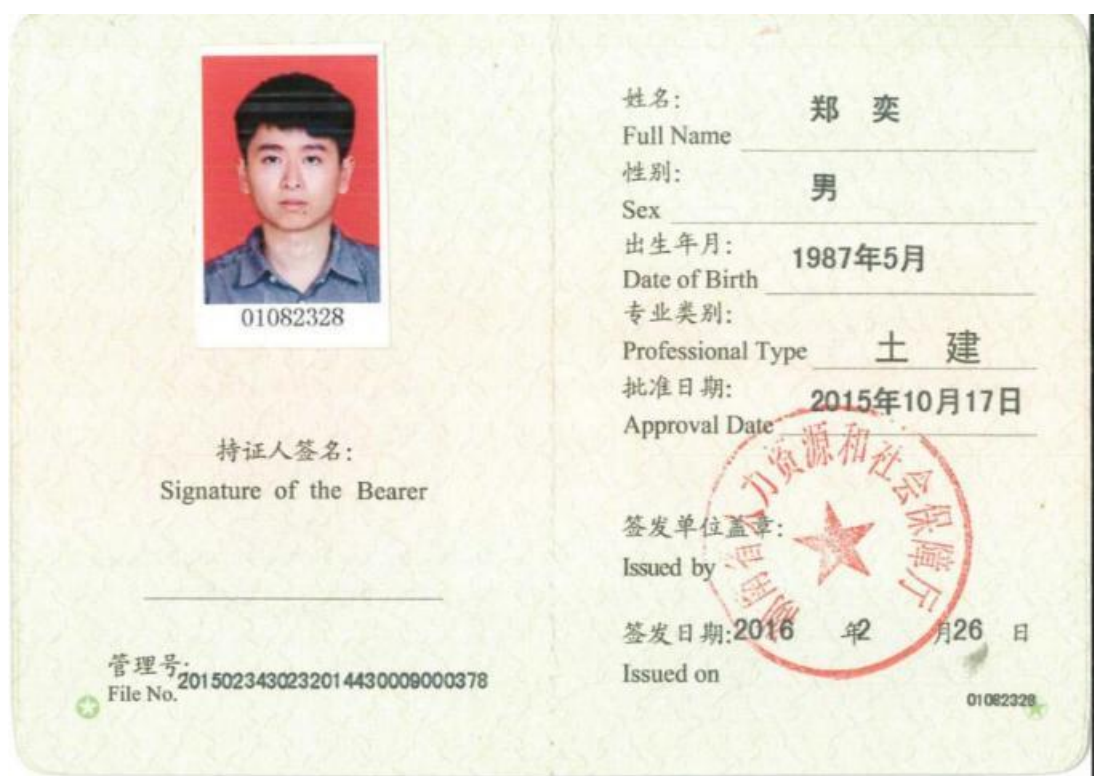 01082328
持证人签名:
Signature of the Bearer
管理号:
File No.
2015023430232014430009000378
姓名:
郑 奕
Full Name
性别:
男
Sex
出生年月:
1987年5月
Date of Birth
专业类别:
Professional Type
土 建
批准日期:
2015年10月17日
Approval Date
湖南省人力资源和社会保障厅
签发单位盖章:
Issued by
签发日期:2016 年2 月26 日
Issued on
01082328